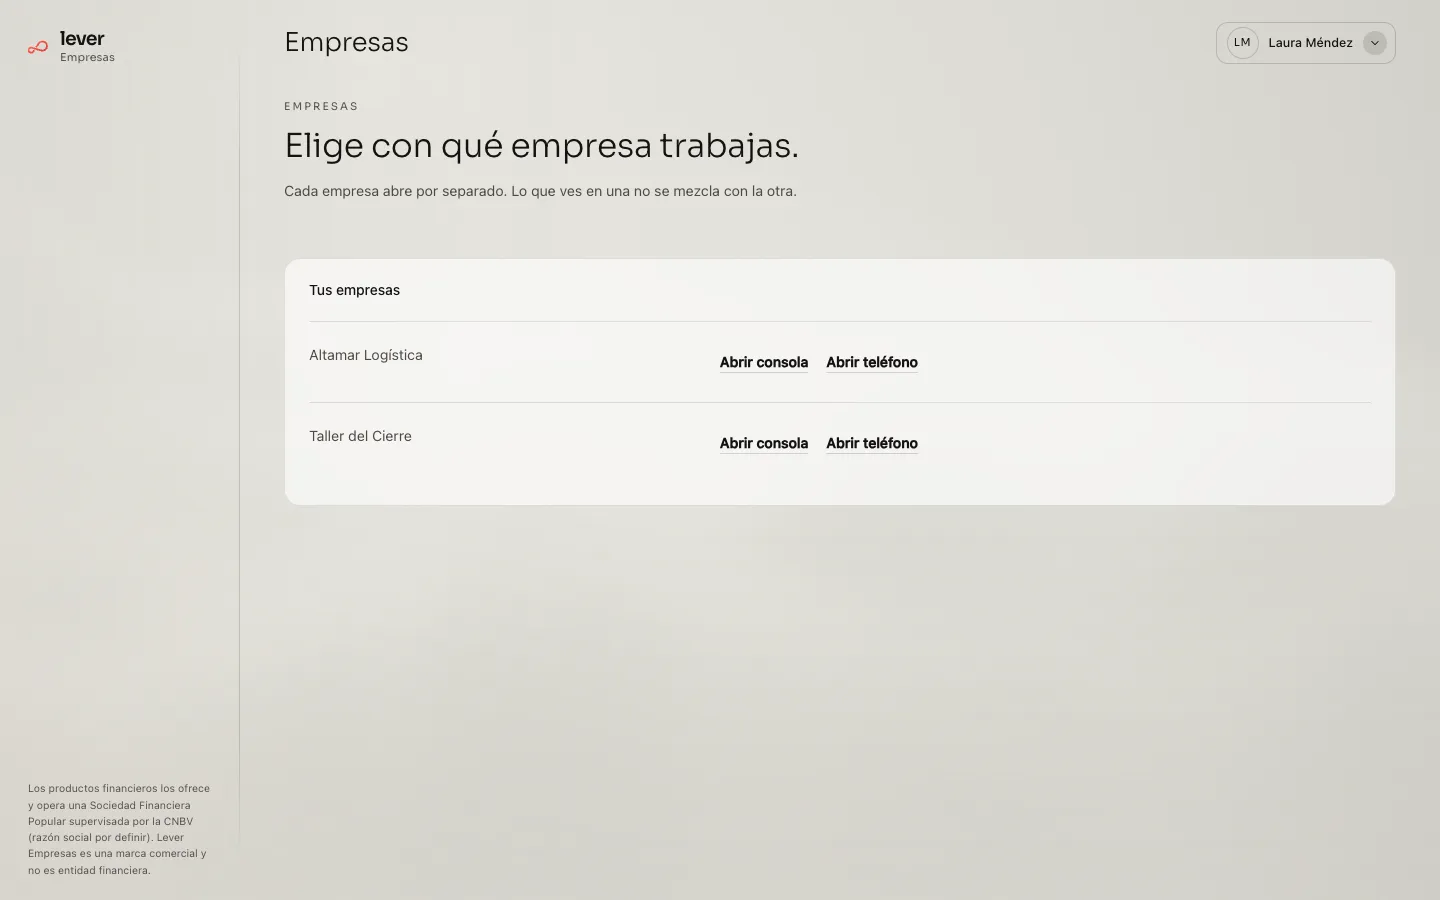 lever
Empresas
Empresas
LM
Laura Méndez
EMPRESAS
Elige con qué empresa trabajas.
Cada empresa abre por separado. Lo que ves en una no se mezcla con la otra.
Tus empresas
Altamar Logística
Abrir consola
Abrir teléfono
Taller del Cierre
Abrir consola
Abrir teléfono
Los productos financieros los ofrece
y opera una Sociedad Financiera
Popular supervisada por la CNBV
(razón social por definir). Lever
Empresas es una marca comercial y
no es entidad financiera.